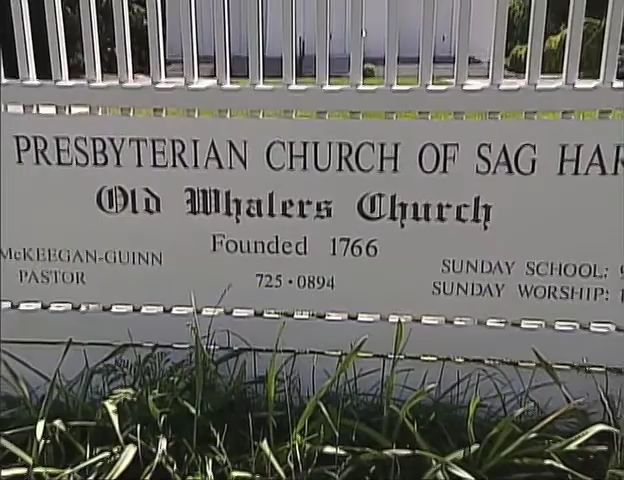 PRESBYTERIAN CHURCH OF SAG HAR
Old Whalers Church
Founded 1766
McKEEGAN-GUINN
PASTOR
725·0894
SUNDAY SCHOOL:
SUNDAY WORSHIP: